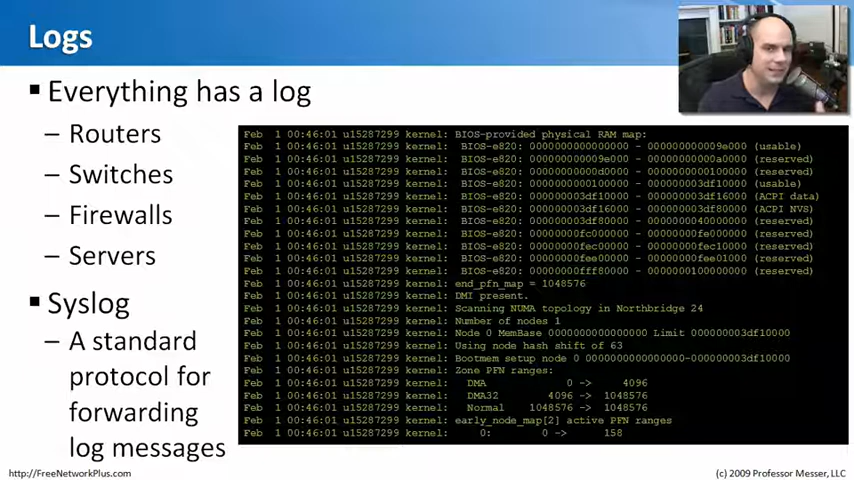 Logs
▪ Everything has a log
– Routers
– Switches
– Firewalls
– Servers
▪ Syslog
– A standard
protocol for
forwarding
log messages
Feb 1 00:46:01 u15287299 kernel: BIOS-provided physical RAM map:
Feb 1 00:46:01 u15287299 kernel: BIOS-e820: 0000000000000000 - 000000000009e000 (usable)
Feb 1 00:46:01 u15287299 kernel: BIOS-e820: 000000000009e000 - 00000000000a0000 (reserved)
Feb 1 00:46:01 u15287299 kernel: BIOS-e820: 00000000000d0000 - 0000000000100000 (reserved)
Feb 1 00:46:01 u15287299 kernel: BIOS-e820: 0000000000100000 - 000000003df10000 (usable)
Feb 1 00:46:01 u15287299 kernel: BIOS-e820: 000000003df10000 - 000000003df16000 (ACPI data)
Feb 1 00:46:01 u15287299 kernel: BIOS-e820: 000000003df16000 - 000000003df80000 (ACPI NVS)
Feb 1 00:46:01 u15287299 kernel: BIOS-e820: 000000003df80000 - 0000000040000000 (reserved)
Feb 1 00:46:01 u15287299 kernel: BIOS-e820: 00000000fc000000 - 00000000fe000000 (reserved)
Feb 1 00:46:01 u15287299 kernel: BIOS-e820: 00000000fec00000 - 00000000fec10000 (reserved)
Feb 1 00:46:01 u15287299 kernel: BIOS-e820: 00000000fee00000 - 00000000fee01000 (reserved)
Feb 1 00:46:01 u15287299 kernel: BIOS-e820: 00000000fff80000 - 0000000100000000 (reserved)
Feb 1 00:46:01 u15287299 kernel: end_pfn_map = 1048576
Feb 1 00:46:01 u15287299 kernel: DMI present.
Feb 1 00:46:01 u15287299 kernel: Scanning NUMA topology in Northbridge 24
Feb 1 00:46:01 u15287299 kernel: Number of nodes 1
Feb 1 00:46:01 u15287299 kernel: Node 0 MemBase 0000000000000000 Limit 000000003df10000
Feb 1 00:46:01 u15287299 kernel: Using node hash shift of 63
Feb 1 00:46:01 u15287299 kernel: Bootmem setup node 0 0000000000000000-000000003df10000
Feb 1 00:46:01 u15287299 kernel: Zone PFN ranges:
Feb 1 00:46:01 u15287299 kernel: DMA 0 -> 4096
Feb 1 00:46:01 u15287299 kernel: DMA32 4096 -> 1048576
Feb 1 00:46:01 u15287299 kernel: Normal 1048576 -> 1048576
Feb 1 00:46:01 u15287299 kernel: early_node_map[2] active PFN ranges
Feb 1 00:46:01 u15287299 kernel: 0: 0 -> 158
http://FreeNetworkPlus.com
(c) 2009 Professor Messer, LLC